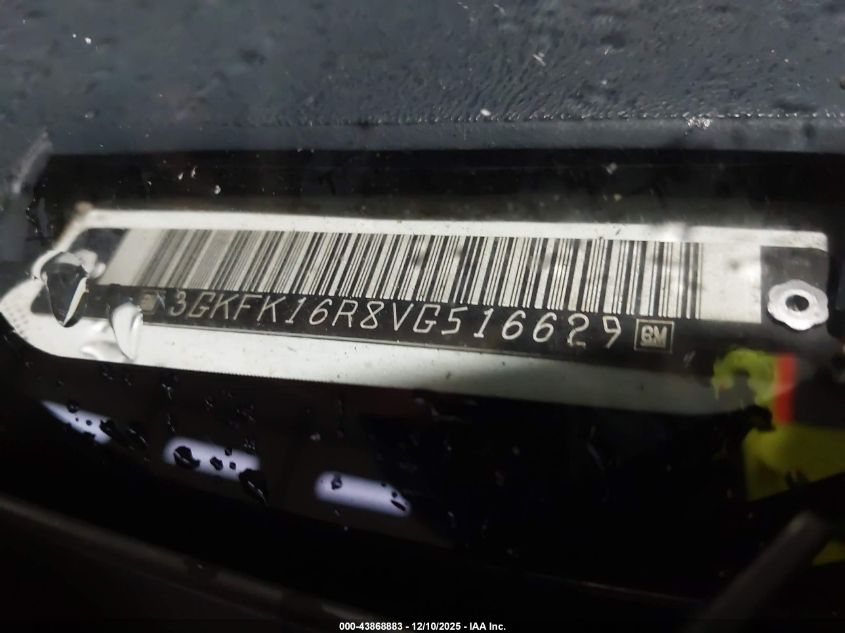 3GKFK16R8VG516629 GM
000-43868883 – 12/10/2025 – IAA Inc.